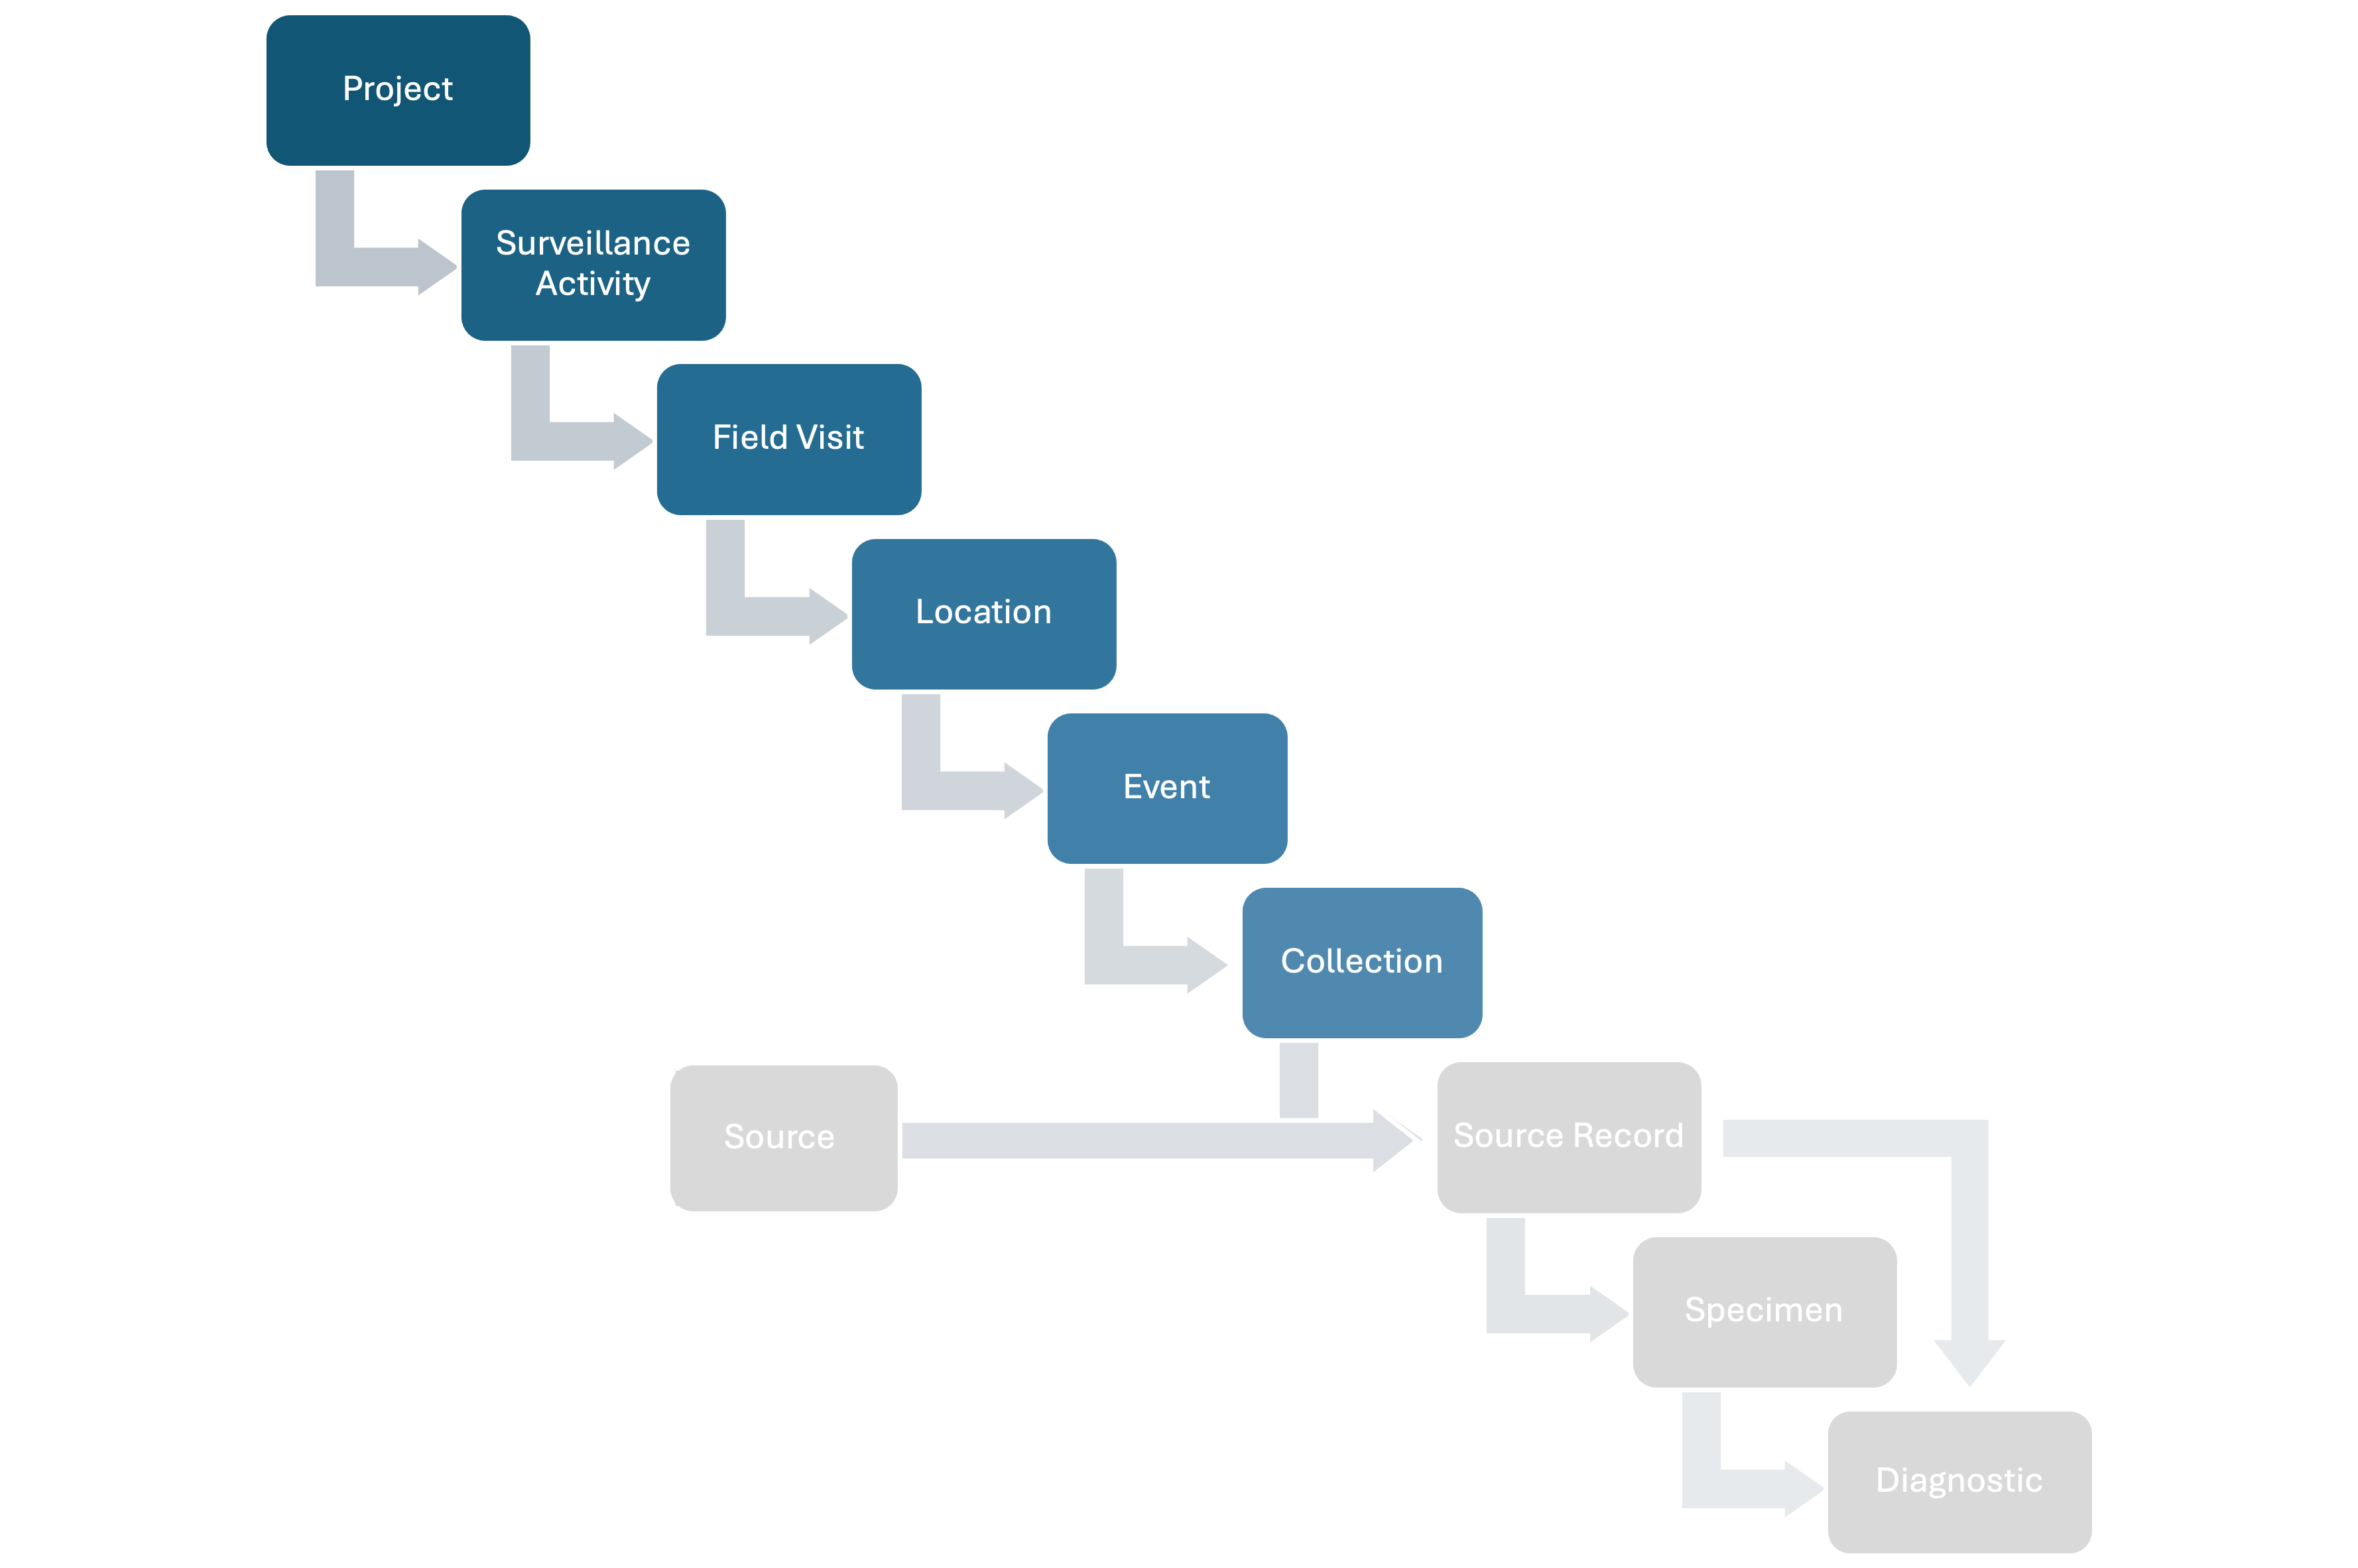 Project
Surveillance
Activity
Field Visit
Location
Event
Collection
Source
Source Record
Specimen
Diagnostic